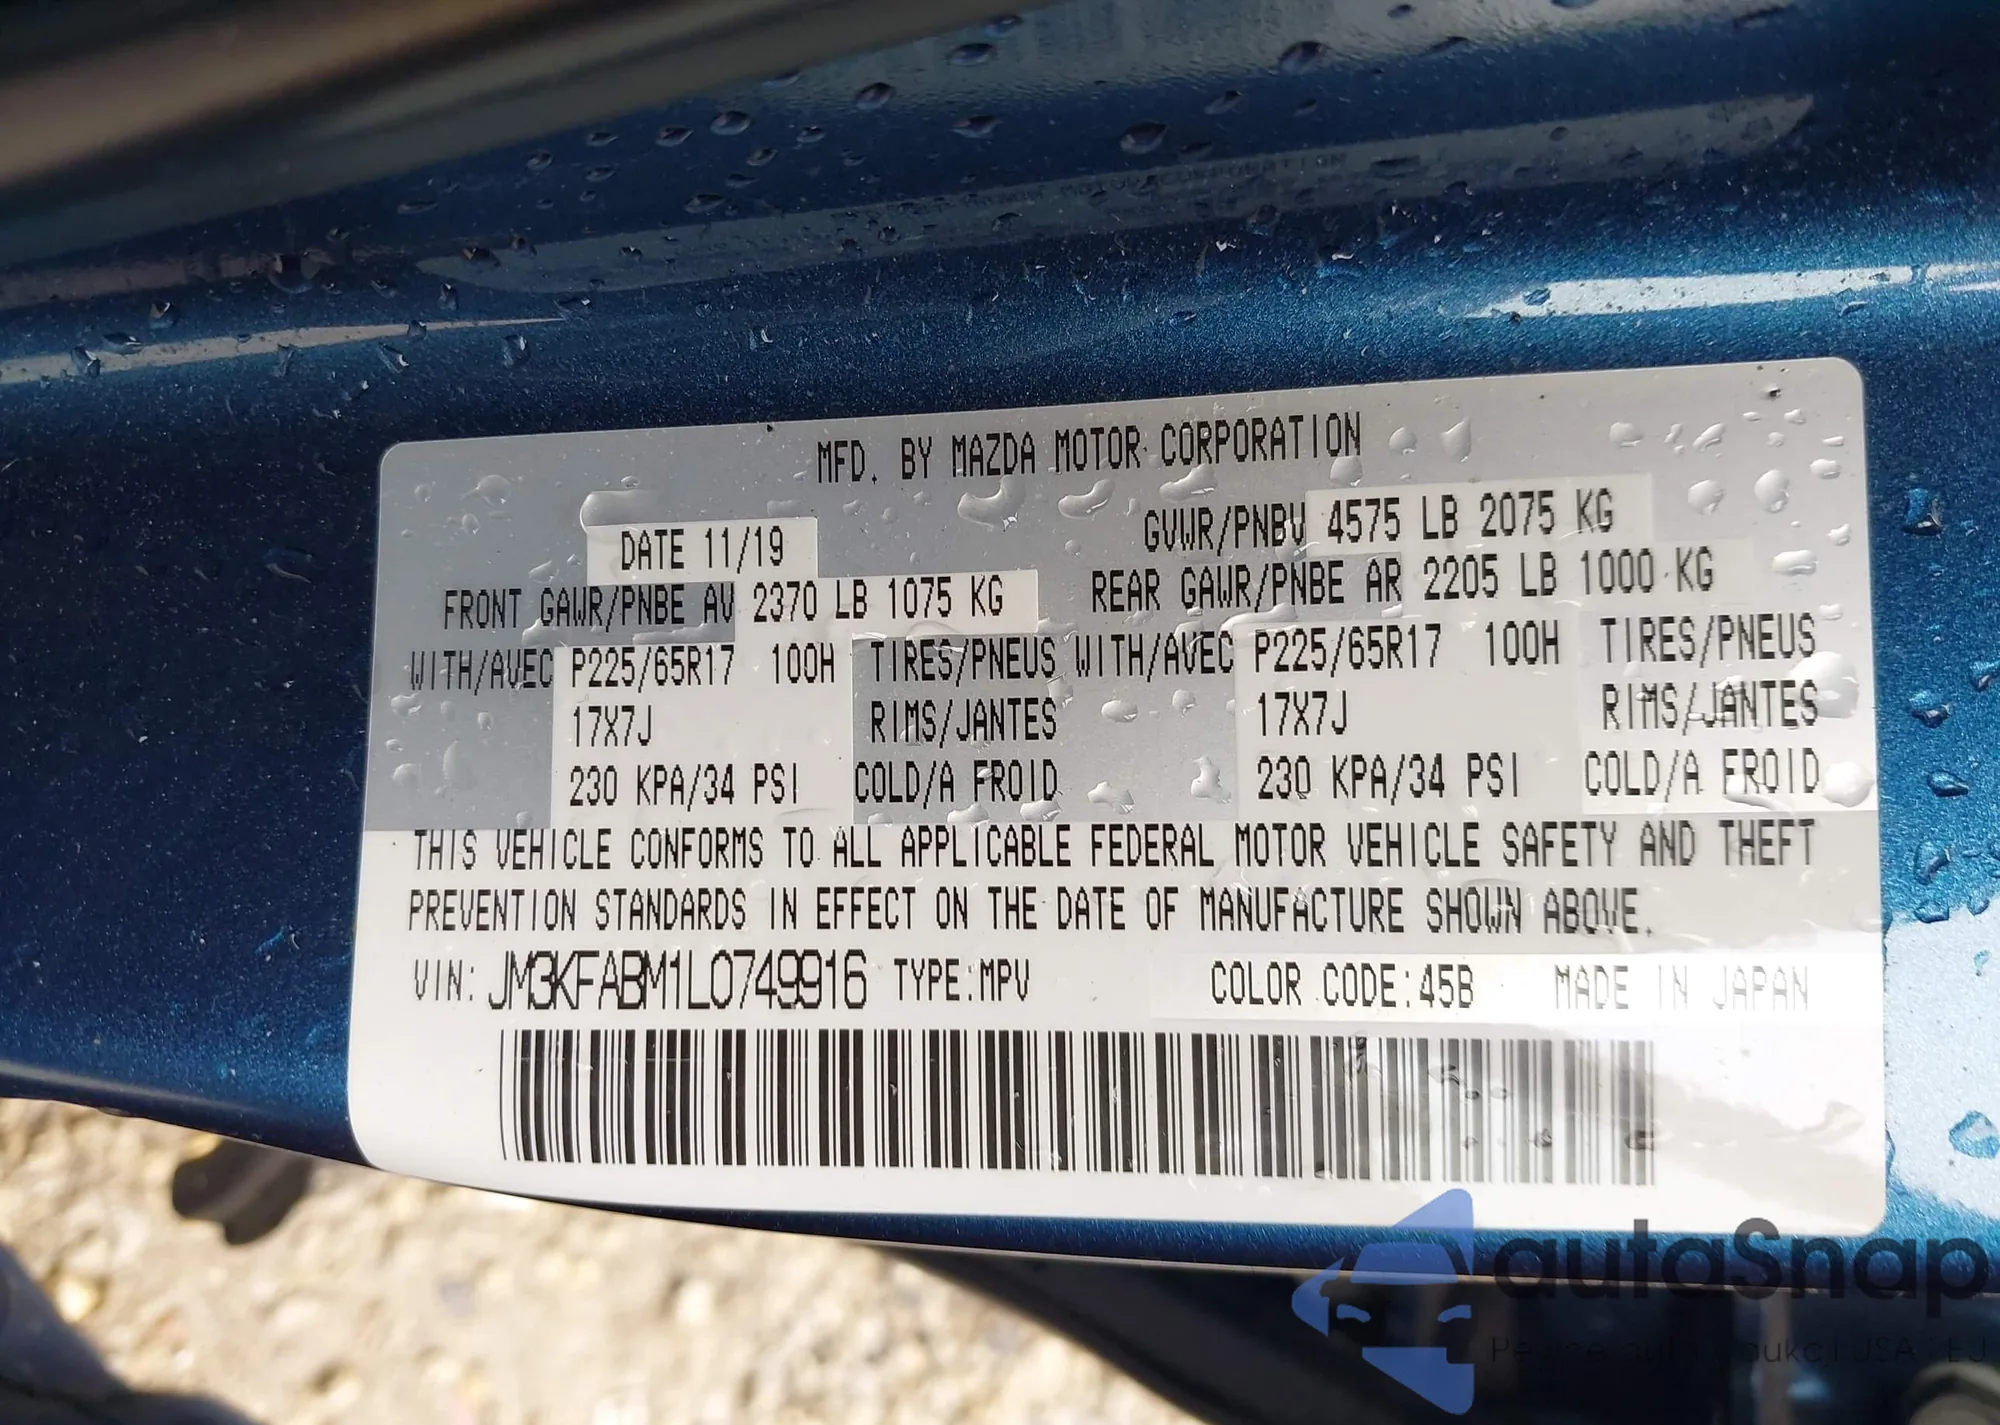 MFD. BY MAZDA MOTOR CORPORATION
DATE 11/19
GVWR/PNBV 4575 LB 2075 KG
FRONT GAWR/PNBE AV 2370 LB 1075 KG
REAR GAWR/PNBE AR 2205 LB 1000 KG
WITH/AVEC P225/65R17 100H TIRES/PNEUS WITH/AVEC P225/65R17 100H TIRES/PNEUS
17X7J RIMS/JANTES 17X7J RIMS/JANTES
230 KPA/34 PSI COLD/A FROID 230 KPA/34 PSI COLD/A FROID
THIS VEHICLE CONFORMS TO ALL APPLICABLE FEDERAL MOTOR VEHICLE SAFETY AND THEFT
PREVENTION STANDARDS IN EFFECT ON THE DATE OF MANUFACTURE SHOWN ABOVE.
VIN: JM3KFABM1L0749916 TYPE:MPV COLOR CODE:45B MADE IN JAPAN
autoSnap